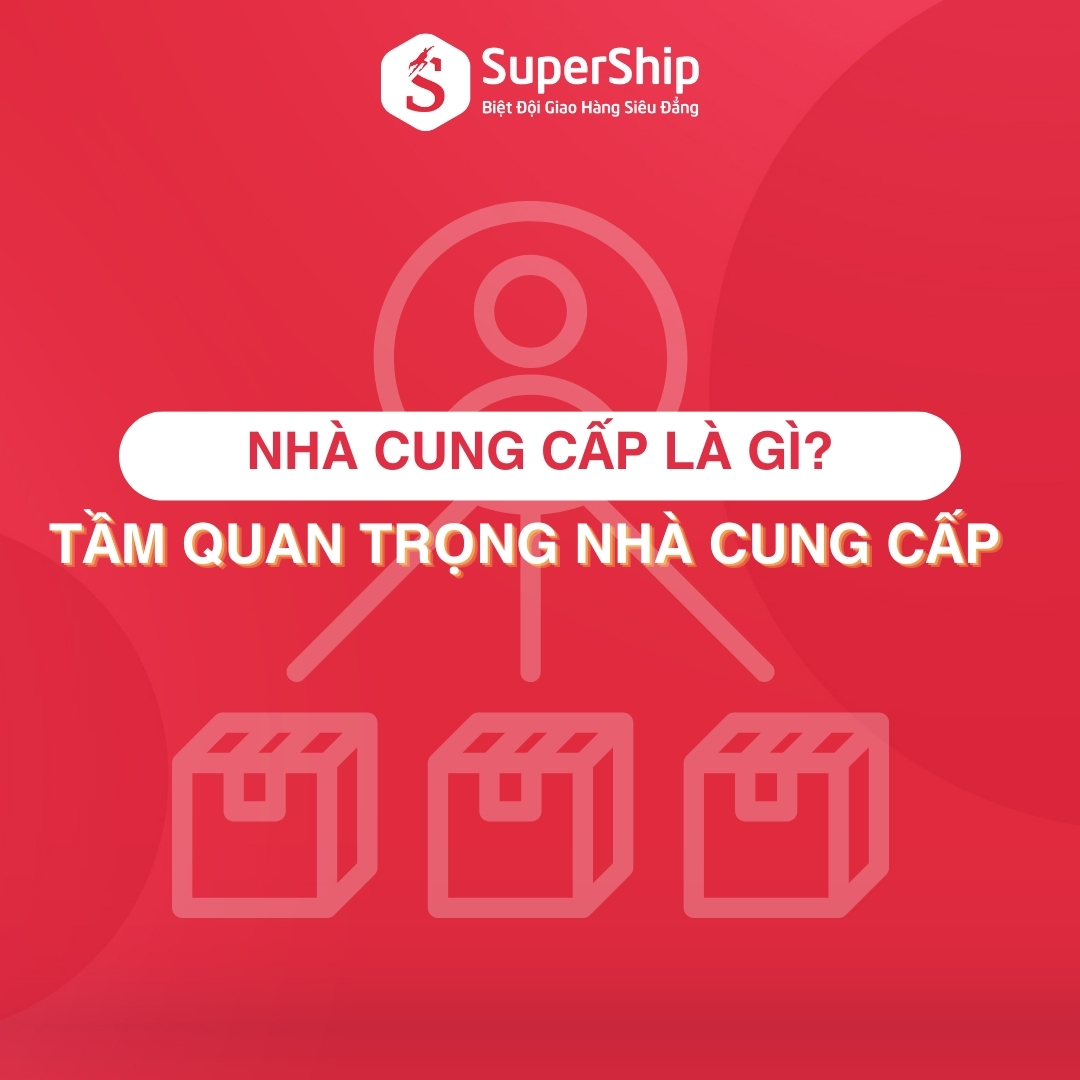 SuperShip
Biệt Đội Giao Hàng Siêu Đẳng
NHÀ CUNG CẤP LÀ GÌ?
TẦM QUAN TRỌNG NHÀ CUNG CẤP